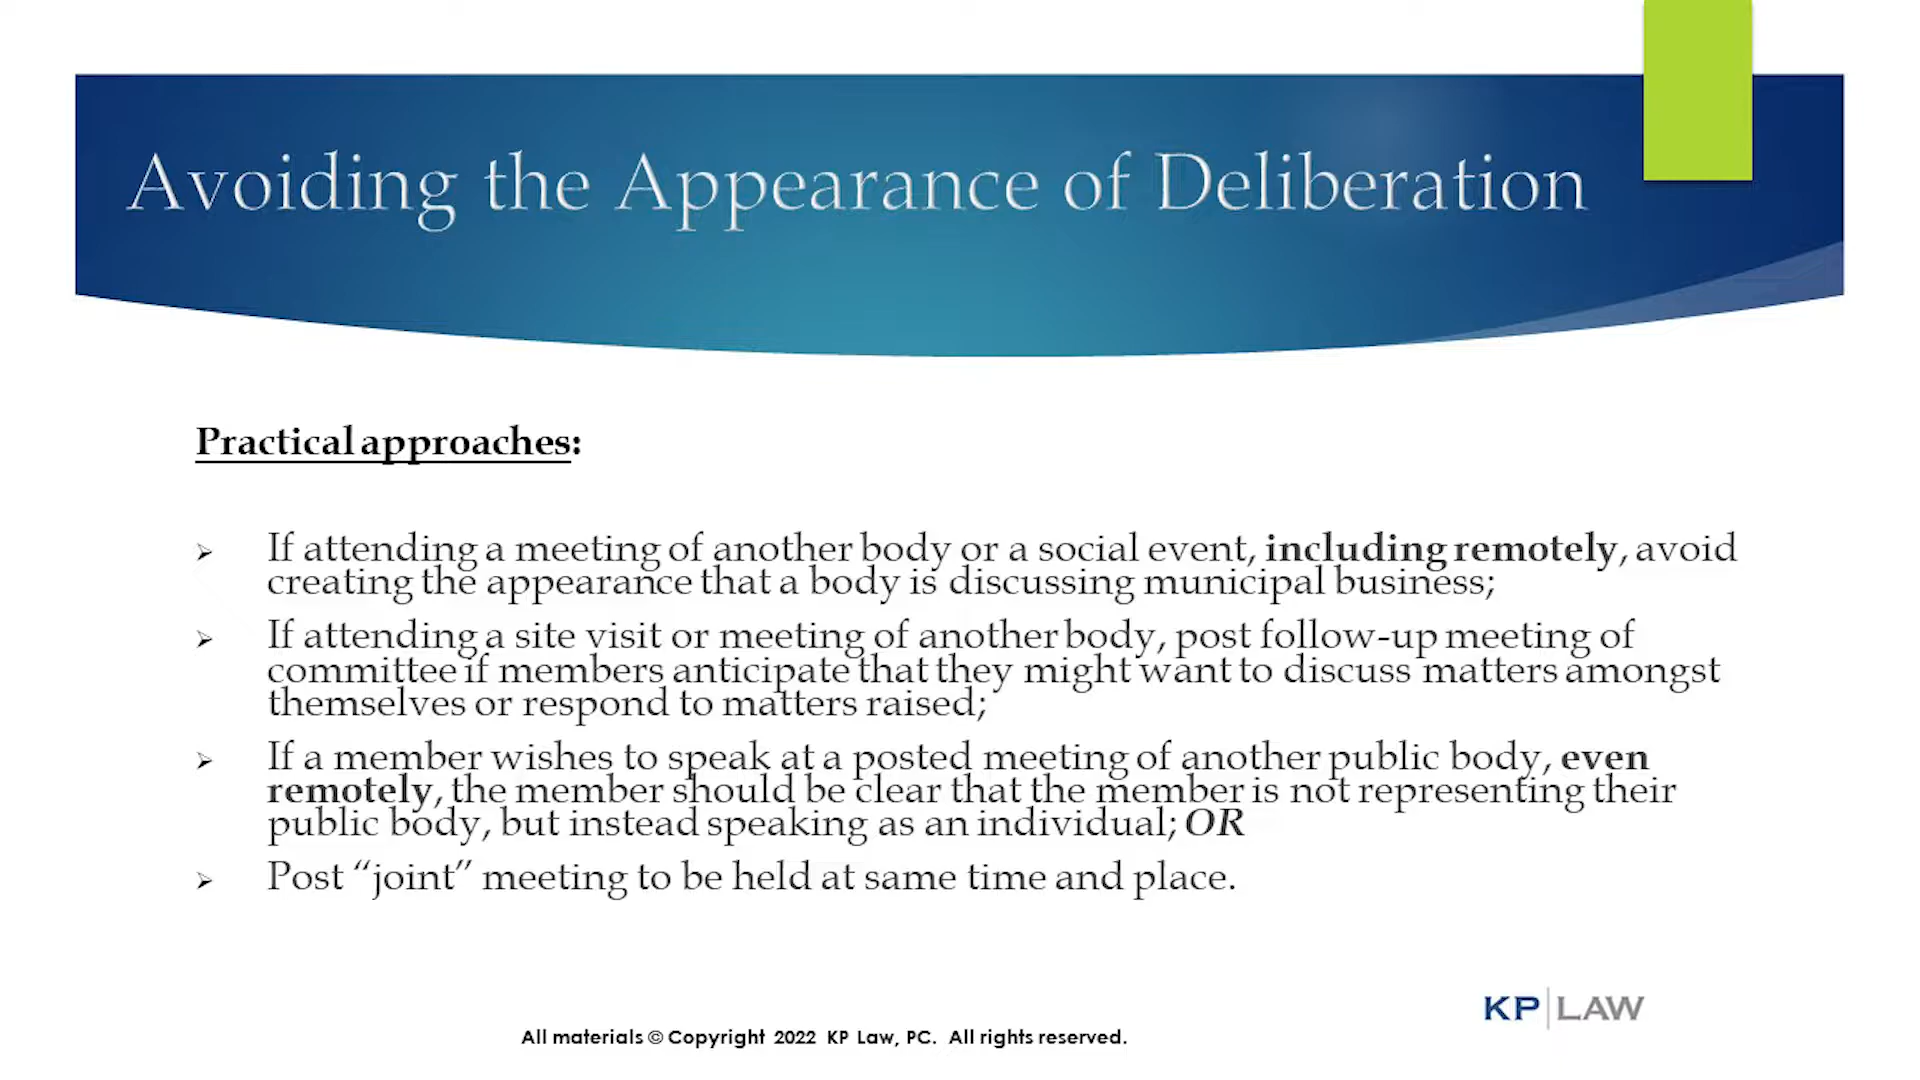 Avoiding the Appearance of Deliberation
Practical approaches:
If attending a meeting of another body or a social event, including remotely, avoid
creating the appearance that a body is discussing municipal business;
If attending a site visit or meeting of another body, post follow-up meeting of
committee if members anticipate that they might want to discuss matters amongst
themselves or respond to matters raised;
If a member wishes to speak at a posted meeting of another public body, even
remotely, the member should be clear that the member is not representing their
public body, but instead speaking as an individual; OR
Post “joint” meeting to be held at same time and place.
KP LAW
All materials © Copyright 2022 KP Law, PC. All rights reserved.